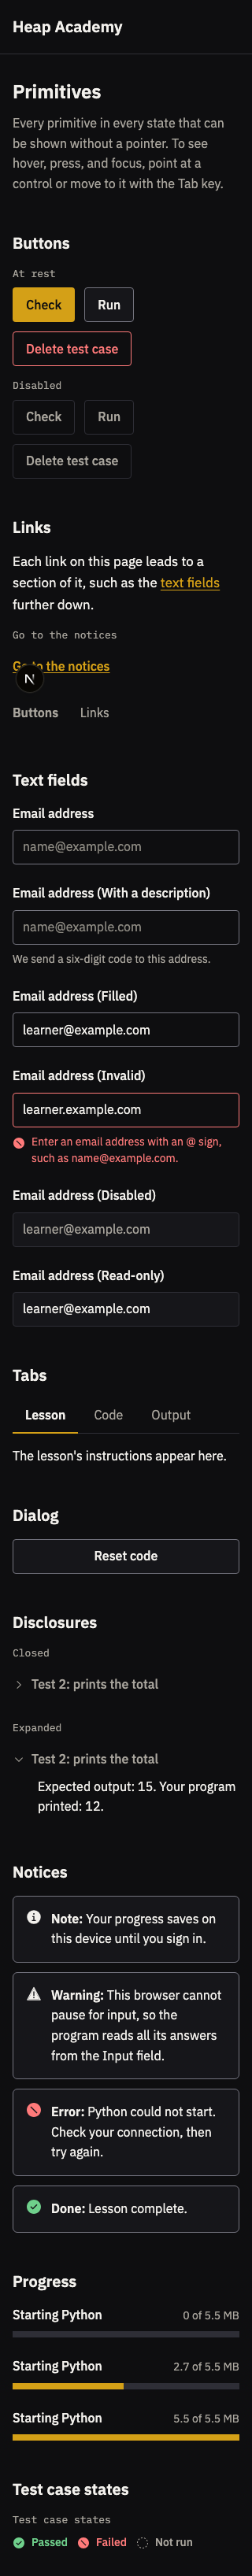 Heap Academy
Primitives
Every primitive in every state that can
be shown without a pointer. To see
hover, press, and focus, point at a
control or move to it with the Tab key.
Buttons
At rest
Check Run
Delete test case
Disabled
Check Run
Delete test case
Links
Each link on this page leads to a
section of it, such as the text fields
further down.
Go to the notices
Go to the notices
N
Buttons Links
Text fields
Email address
name@example.com
Email address (With a description)
name@example.com
We send a six-digit code to this address.
Email address (Filled)
learner@example.com
Email address (Invalid)
learner.example.com
Enter an email address with an @ sign,
such as name@example.com.
Email address (Disabled)
learner@example.com
Email address (Read-only)
learner@example.com
Tabs
Lesson Code Output
The lesson's instructions appear here.
Dialog
Reset code
Disclosures
Closed
Test 2: prints the total
Expanded
Test 2: prints the total
Expected output: 15. Your program
printed: 12.
Notices
Note: Your progress saves on
this device until you sign in.
Warning: This browser cannot
pause for input, so the
program reads all its answers
from the Input field.
Error: Python could not start.
Check your connection, then
try again.
Done: Lesson complete.
Progress
Starting Python 0 of 5.5 MB
Starting Python 2.7 of 5.5 MB
Starting Python 5.5 of 5.5 MB
Test case states
Test case states
Passed Failed Not run